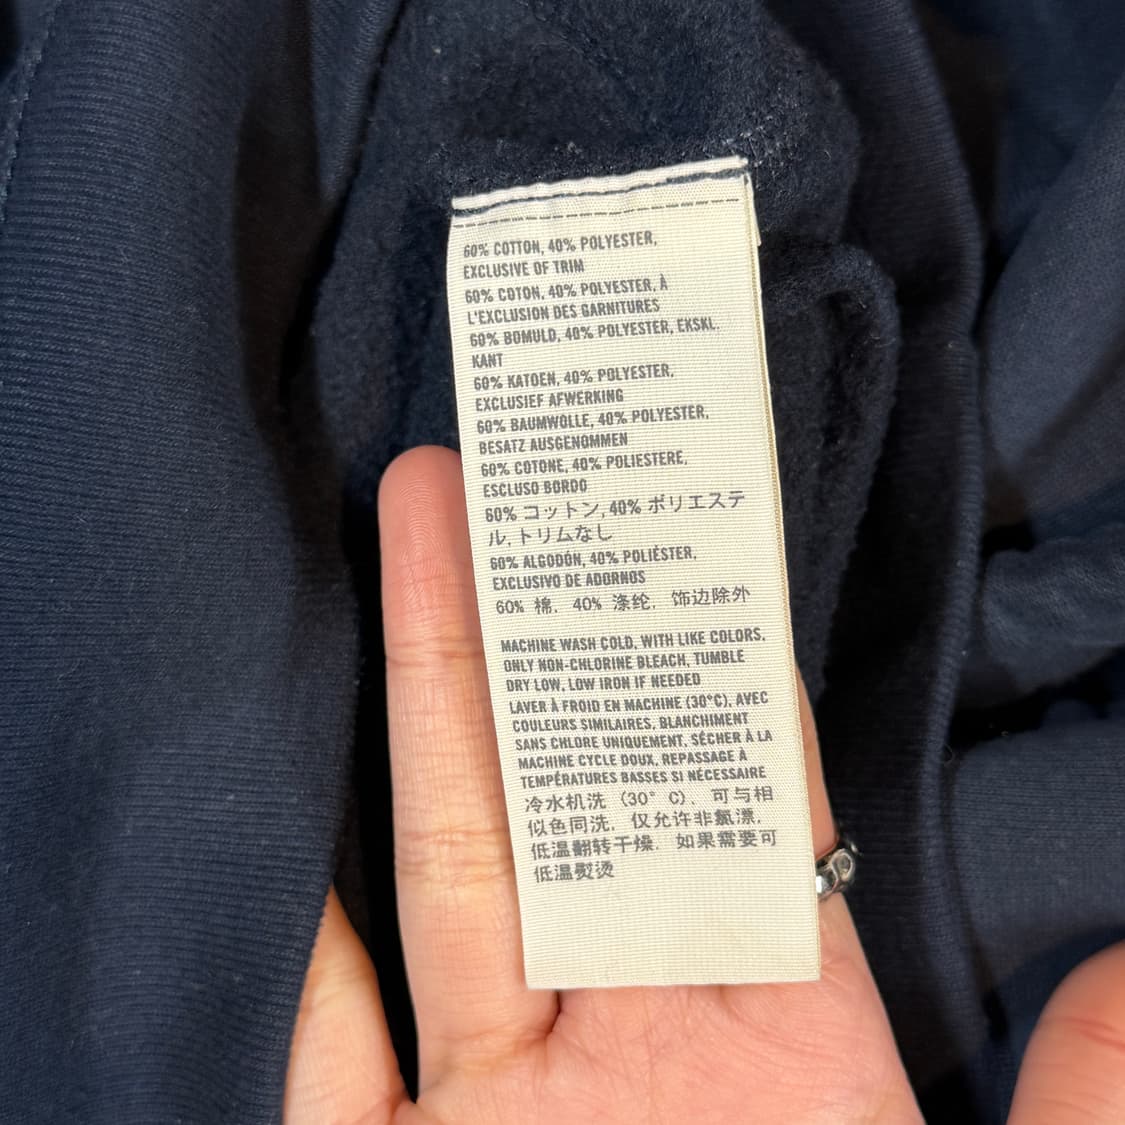 60% COTTON, 40% POLYESTER,
EXCLUSIVE OF TRIM
60% COTON, 40% POLYESTER, À
L'EXCLUSION DES GARNITURES
60% BOMULD, 40% POLYESTER, EKSKL.
KANT
60% KATOEN, 40% POLYESTER,
EXCLUSIEF AFWERKING
60% BAUMWOLLE, 40% POLYESTER,
BESATZ AUSGENOMMEN
60% COTONE, 40% POLIESTERE,
ESCLUSO BORDO
60% コットン, 40% ポリエステ
ル, トリムなし
60% ALGODÓN, 40% POLIÉSTER,
EXCLUSIVO DE ADORNOS
60% 棉, 40% 涤纶, 饰边除外
MACHINE WASH COLD, WITH LIKE COLORS,
ONLY NON-CHLORINE BLEACH, TUMBLE
DRY LOW, LOW IRON IF NEEDED
LAVER À FROID EN MACHINE (30°C), AVEC
COULEURS SIMILAIRES, BLANCHIMENT
SANS CHLORE UNIQUEMENT, SÉCHER À LA
MACHINE CYCLE DOUX, REPASSAGE À
TEMPÉRATURES BASSES SI NÉCESSAIRE
冷水机洗 (30° C), 可与相
似色同洗, 仅允许非氯漂,
低温翻转干燥, 如果需要可
低温熨烫